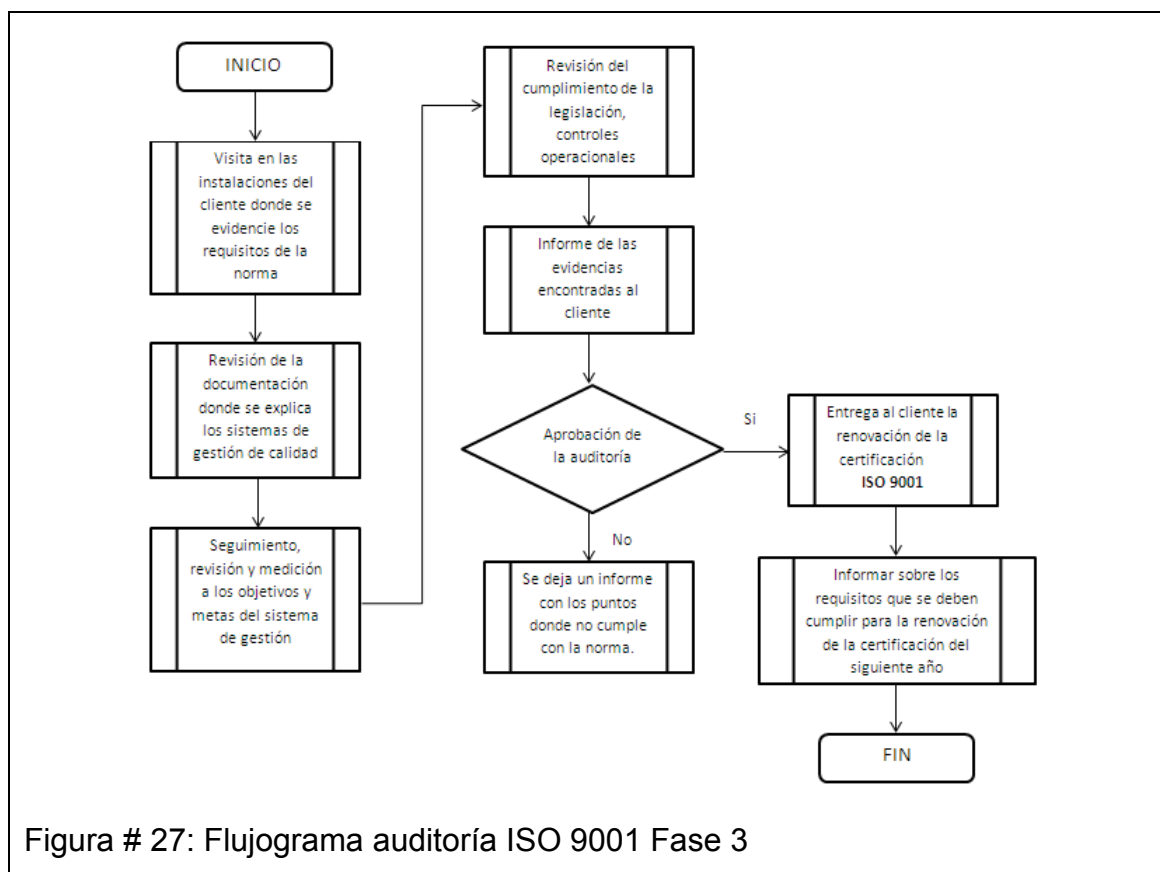 INICIO
Visita en las
instalaciones del
cliente donde se
evidencie los
requisitos de la
norma
Revisión de la
documentación
donde se explica
los sistemas de
gestión de calidad
Seguimiento,
revisión y medición
a los objetivos y
metas del sistema
de gestión
Revisión del
cumplimiento de la
legislación,
controles
operacionales
Informe de las
evidencias
encontradas al
cliente
Aprobación de
la auditoría
Si
No
Se deja un informe
con los puntos
donde no cumple
con la norma.
Entrega al cliente la
renovación de la
certificación
ISO 9001
Informar sobre los
requisitos que se deben
cumplir para la renovación
de la certificación del
siguiente año
FIN
Figura # 27: Flujograma auditoría ISO 9001 Fase 3